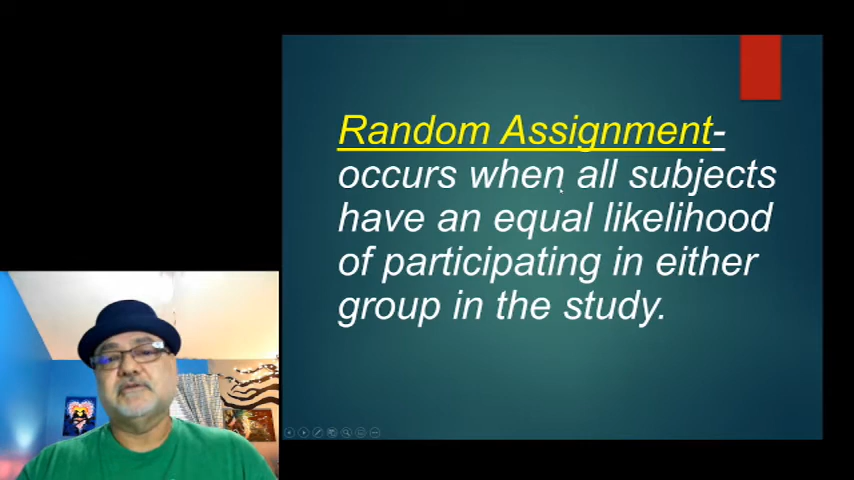 Random Assignment-
occurs when all subjects
have an equal likelihood
of participating in either
group in the study.